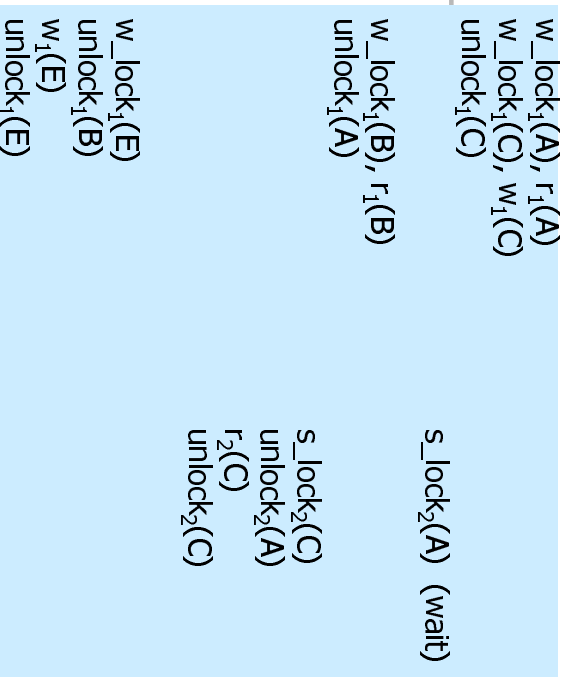 w_lock₁(A), r₁(A)
w_lock₁(C), w₁(C)
unlock₁(C)
s_lock₂(A) (wait)
w_lock₁(B), r₁(B)
unlock₁(A)
s_lock₂(C)
unlock₂(A)
r₂(C)
unlock₂(C)
w_lock₁(E)
unlock₁(B)
w₁(E)
unlock₁(E)